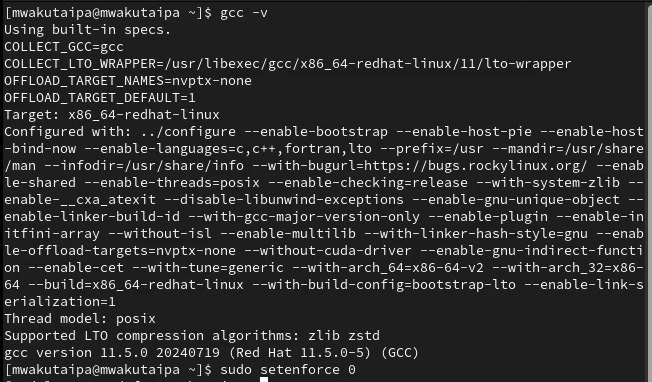 [mwakutaipa@mwakutaipa ~]$ gcc -v
Using built-in specs.
COLLECT_GCC=gcc
COLLECT_LTO_WRAPPER=/usr/libexec/gcc/x86_64-redhat-linux/11/lto-wrapper
OFFLOAD_TARGET_NAMES=nvptx-none
OFFLOAD_TARGET_DEFAULT=1
Target: x86_64-redhat-linux
Configured with: ../configure --enable-bootstrap --enable-host-pie --enable-host
-bind-now --enable-languages=c,c++,fortran,lto --prefix=/usr --mandir=/usr/share
/man --infodir=/usr/share/info --with-bugurl=https://bugs.rockylinux.org/ --enab
le-shared --enable-threads=posix --enable-checking=release --with-system-zlib --
enable-__cxa_atexit --disable-libunwind-exceptions --enable-gnu-unique-object --
enable-linker-build-id --with-gcc-major-version-only --enable-plugin --enable-in
itfini-array --without-isl --enable-multilib --with-linker-hash-style=gnu --enabl
e-offload-targets=nvptx-none --without-cuda-driver --enable-gnu-indirect-functi
on --enable-cet --with-tune=generic --with-arch_64=x86-64-v2 --with-arch_32=x86-
64 --build=x86_64-redhat-linux --with-build-config=bootstrap-lto --enable-link-s
erialization=1
Thread model: posix
Supported LTO compression algorithms: zlib zstd
gcc version 11.5.0 20240719 (Red Hat 11.5.0-5) (GCC)
[mwakutaipa@mwakutaipa ~]$ sudo setenforce 0